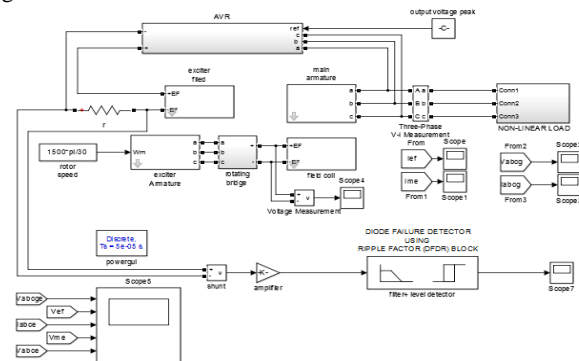 AVR
output voltage peak
ref
-C-
c
b
a
+
exciter
filed
main
armature
+EF
-EF
a
b
c
A a
B b
C c
Conn1
Conn2
Conn3
r
Three-Phase
V-I Measurement
NON-LINEAR LOAD
1500*pi/30
rotor
speed
Wm
a
b
c
exciter
Armature
a
b
c
+
-
rotating
bridge
+EF
-EF
field coil
From
Ief
Scope
Ime
From1
Scope1
From2
Vabog
Iabog
From3
+
-
v
Voltage Measurement
Scope4
Discrete,
Ts = 5e-05 s.
powergui
DIODE FAILURE DETECTOR
USING
RIPPLE FACTOR (DFDR) BLOCK
+
-
v
shunt
-K-
amplifier
filter+ level detector
Scope7
Scope5
Vaboge
Vef
Iaboe
Vme
Vaboe